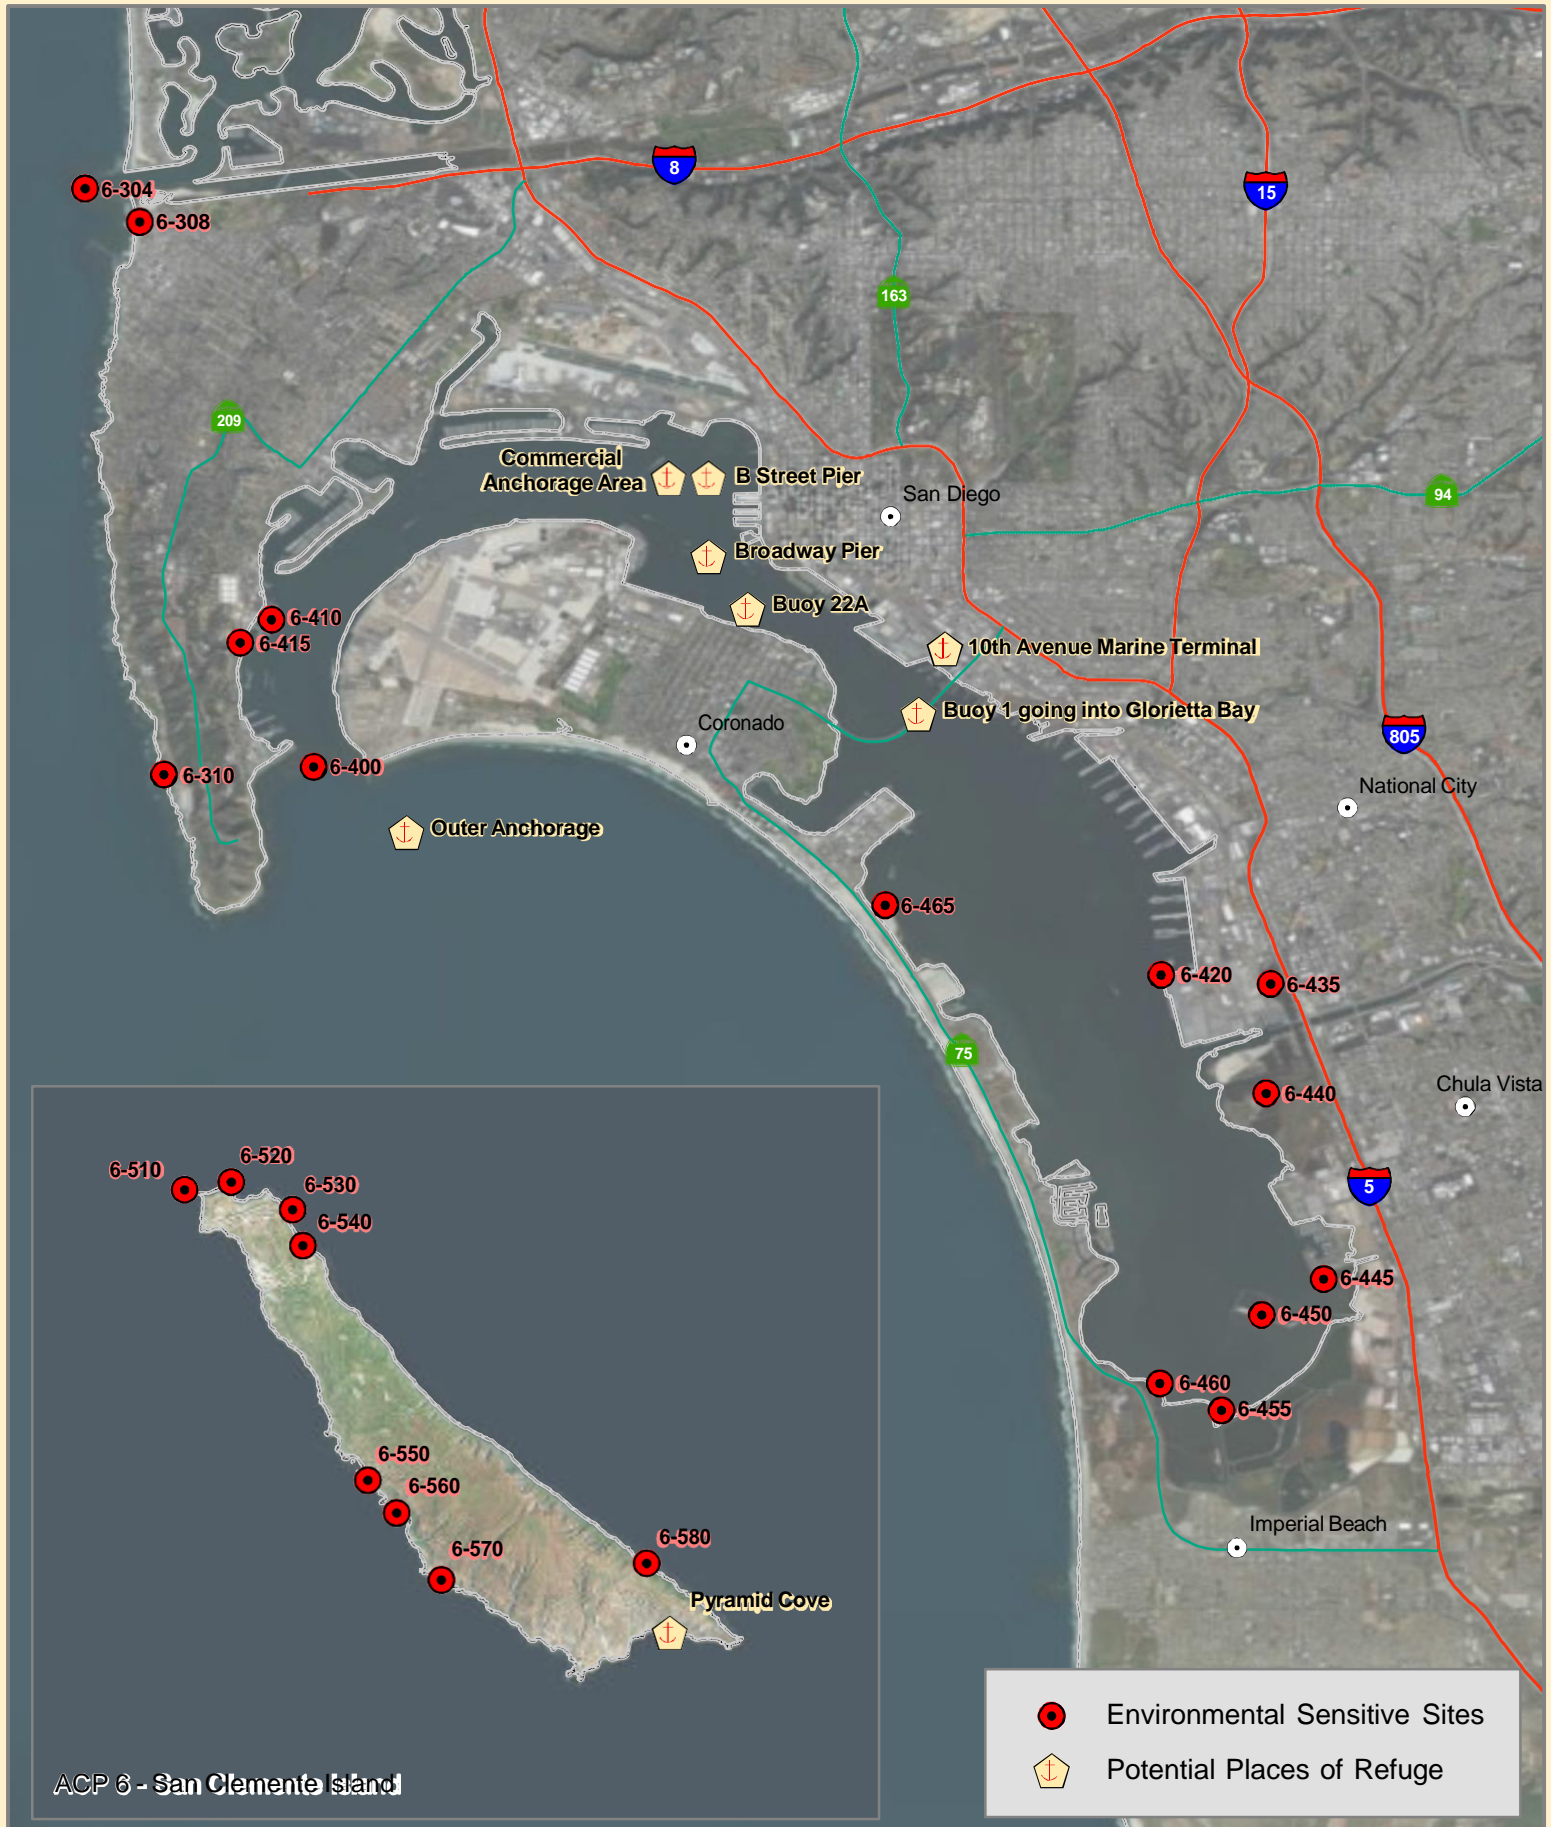 8
15
6-304
6-308
163
209
Commercial
Anchorage Area
B Street Pier
San Diego
94
Broadway Pier
Buoy 22A
6-410
6-415
10th Avenue Marine Terminal
Buoy 1 going into Glorietta Bay
Coronado
805
6-310
6-400
National City
Outer Anchorage
6-465
6-420
6-435
75
6-440
Chula Vista
5
6-445
6-450
6-460
6-455
Imperial Beach
6-510
6-520
6-530
6-540
6-550
6-560
6-570
6-580
Pyramid Cove
ACP 6 - San Clemente Island
Environmental Sensitive Sites
Potential Places of Refuge